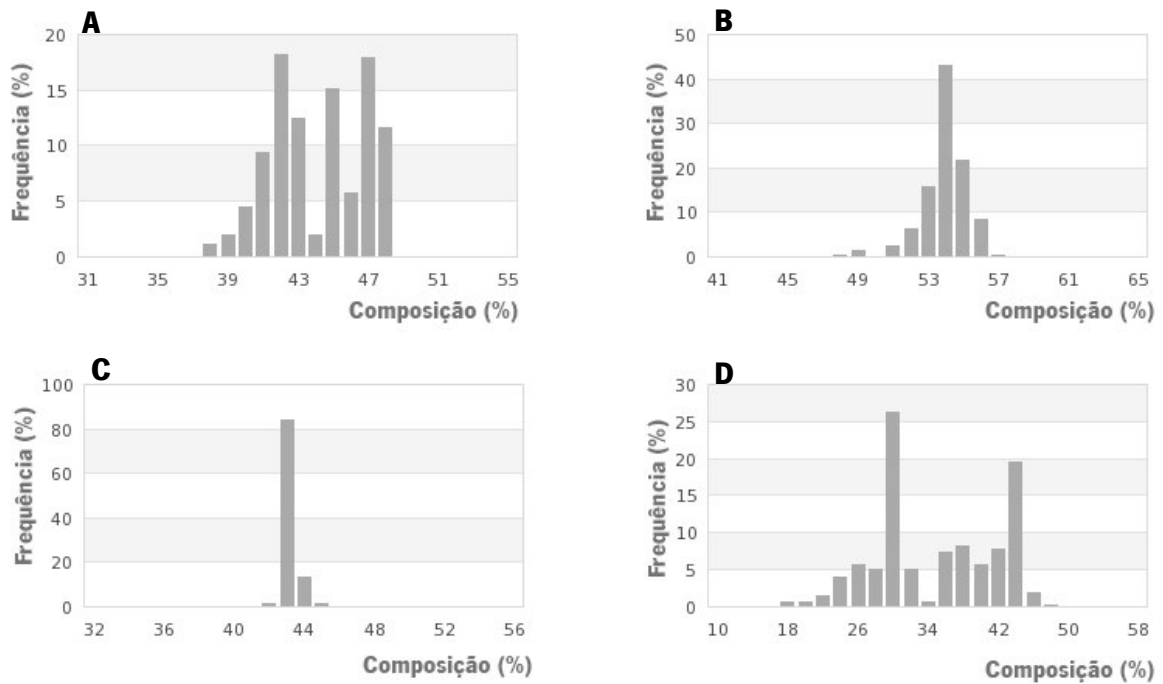 A
Frequência (%)
20
15
10
5
0
31 35 39 43 47 51 55
Composição (%)
B
Frequência (%)
50
40
30
20
10
0
41 45 49 53 57 61 65
Composição (%)
C
Frequência (%)
100
80
60
40
20
0
32 36 40 44 48 52 56
Composição (%)
D
Frequência (%)
30
25
20
15
10
5
0
10 18 26 34 42 50 58
Composição (%)